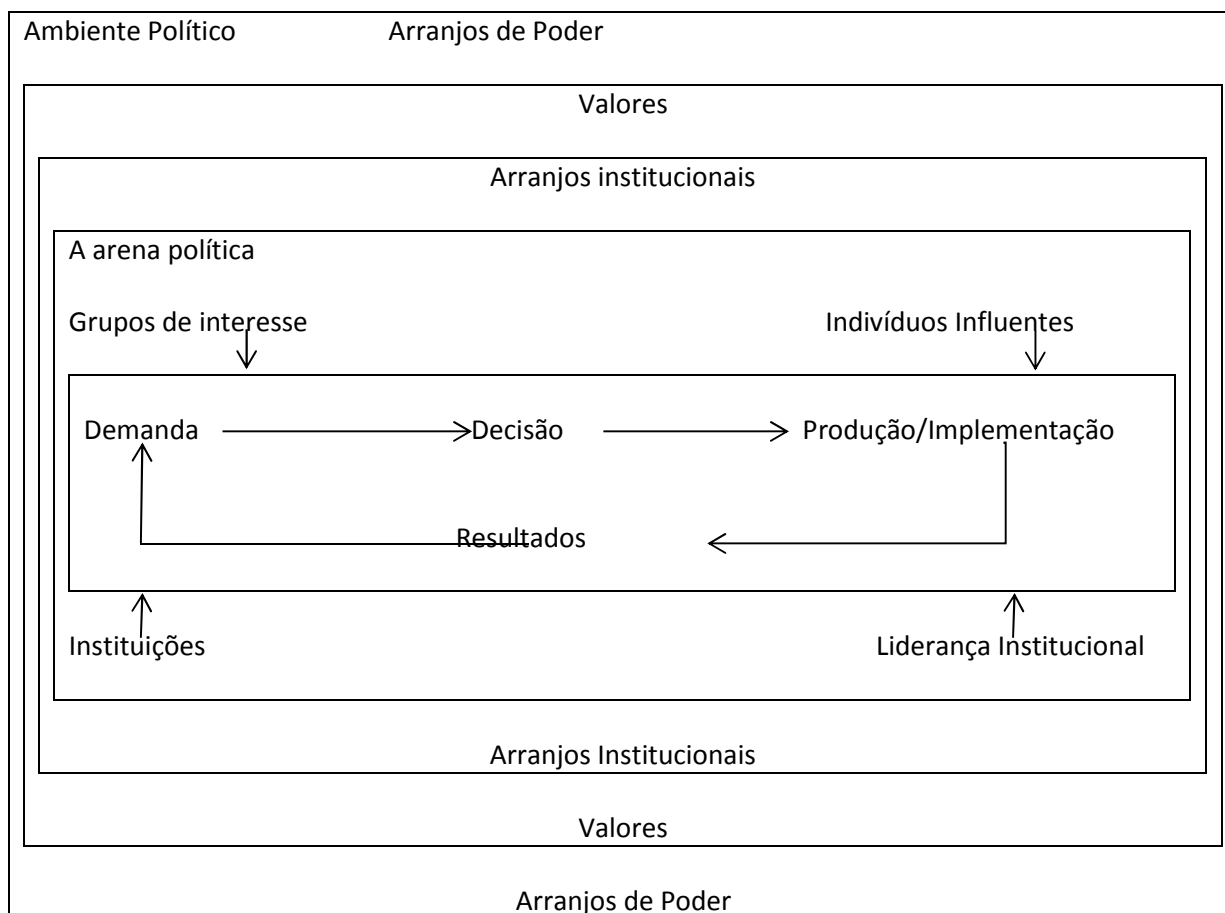 Ambiente Político Arranjos de Poder
Valores
Arranjos institucionais
A arena política
Grupos de interesse Indivíduos Influentes
Demanda Decisão Produção/Implementação
Resultados
Instituições Liderança Institucional
Arranjos Institucionais
Valores
Arranjos de Poder